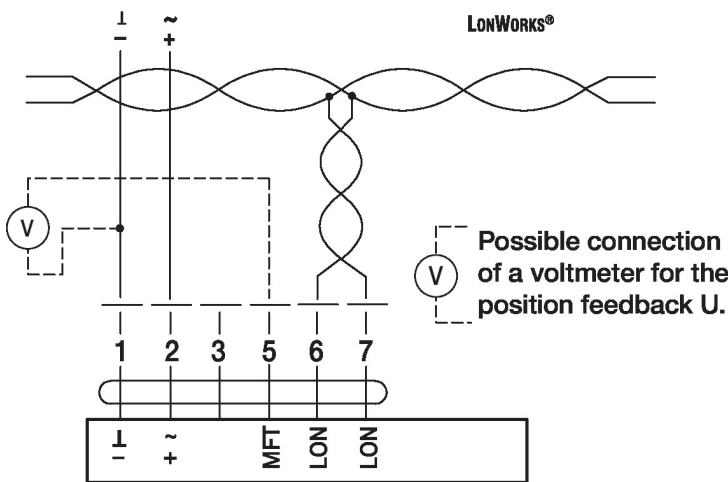 ⊥ ~
− +
LONWORKS®
V
V
Possible connection
of a voltmeter for the
position feedback U.
1 2 3 5 6 7
⊥ ~ MFT LON LON
− +